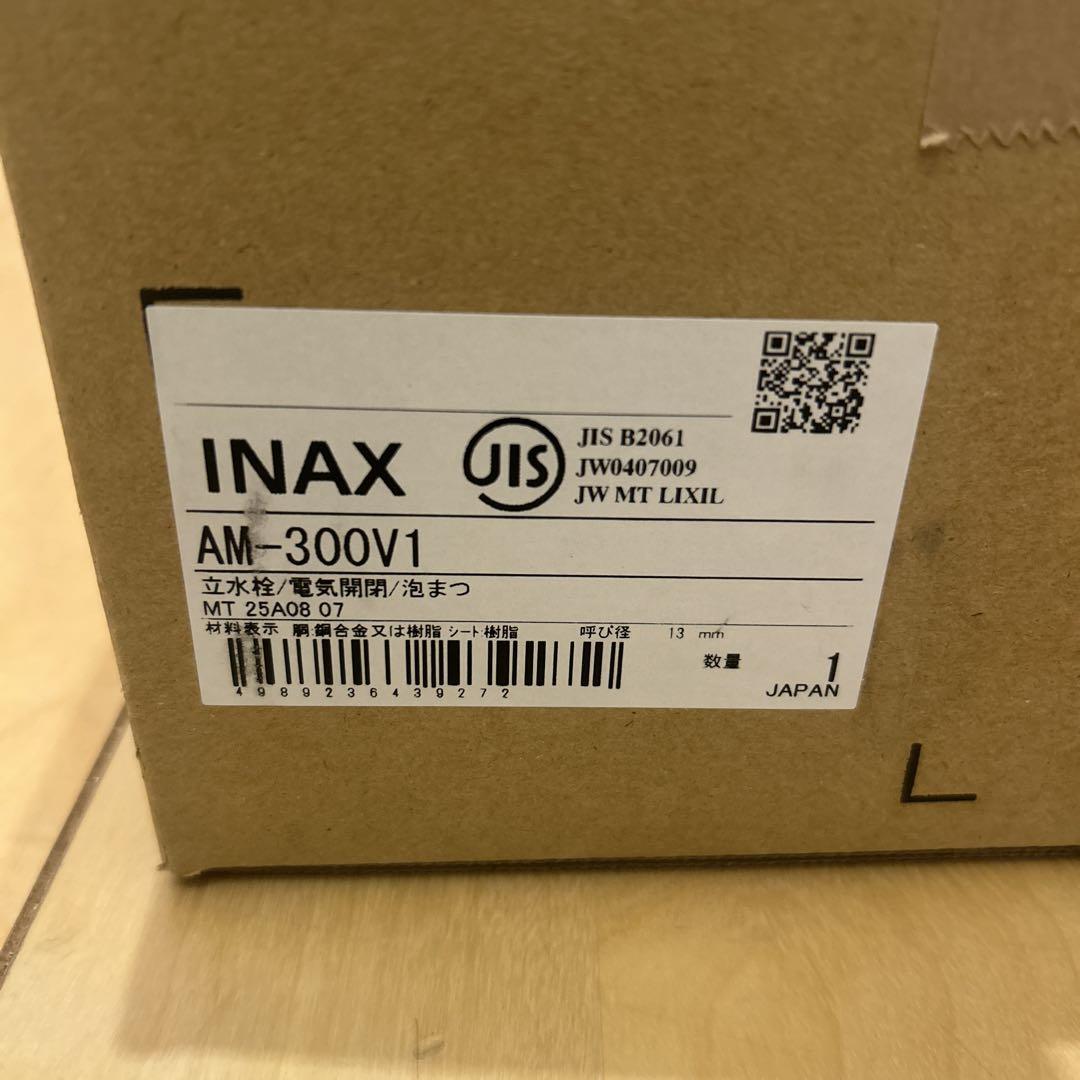 INAX
JIS
JIS B2061
JW0407009
JW MT LIXIL
AM-300V1
立水栓/電気開閉/泡まつ
MT 25A08 07
材料表示 胴:銅合金又は樹脂 シート:樹脂 呼び径 13 mm
4989236439272
数量 1
JAPAN